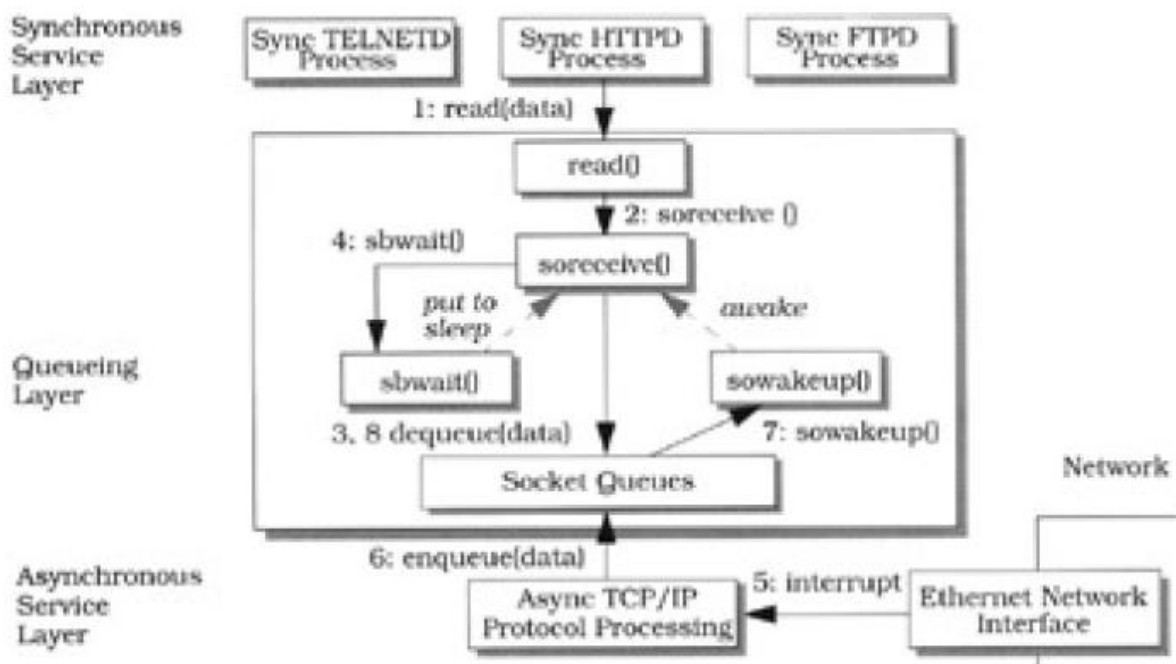 Synchronous
Service
Layer
Sync TELNETD
Process
Sync HTTPD
Process
Sync FTPD
Process
1: read(data)
read()
2: soreceive ()
4: sbwait()
soreceive()
put to
sleep
awake
Queueing
Layer
sbwait()
sowakeup()
3, 8 dequeue(data)
7: sowakeup()
Socket Queues
Network
6: enqueue(data)
Asynchronous
Service
Layer
Async TCP/IP
Protocol Processing
5: interrupt
Ethernet Network
Interface